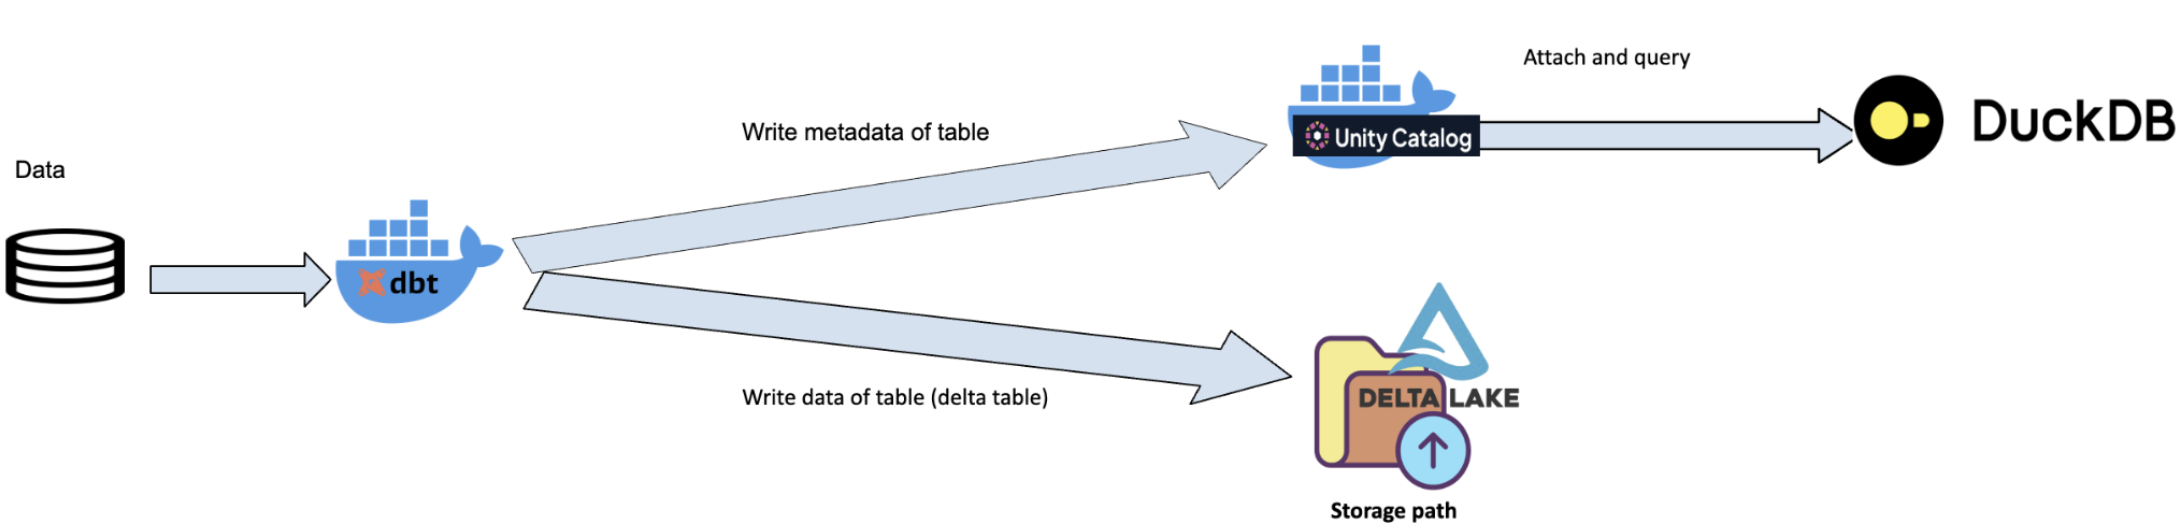 Data
dbt
Write metadata of table
Write data of table (delta table)
Unity Catalog
Attach and query
DuckDB
DELTA LAKE
Storage path